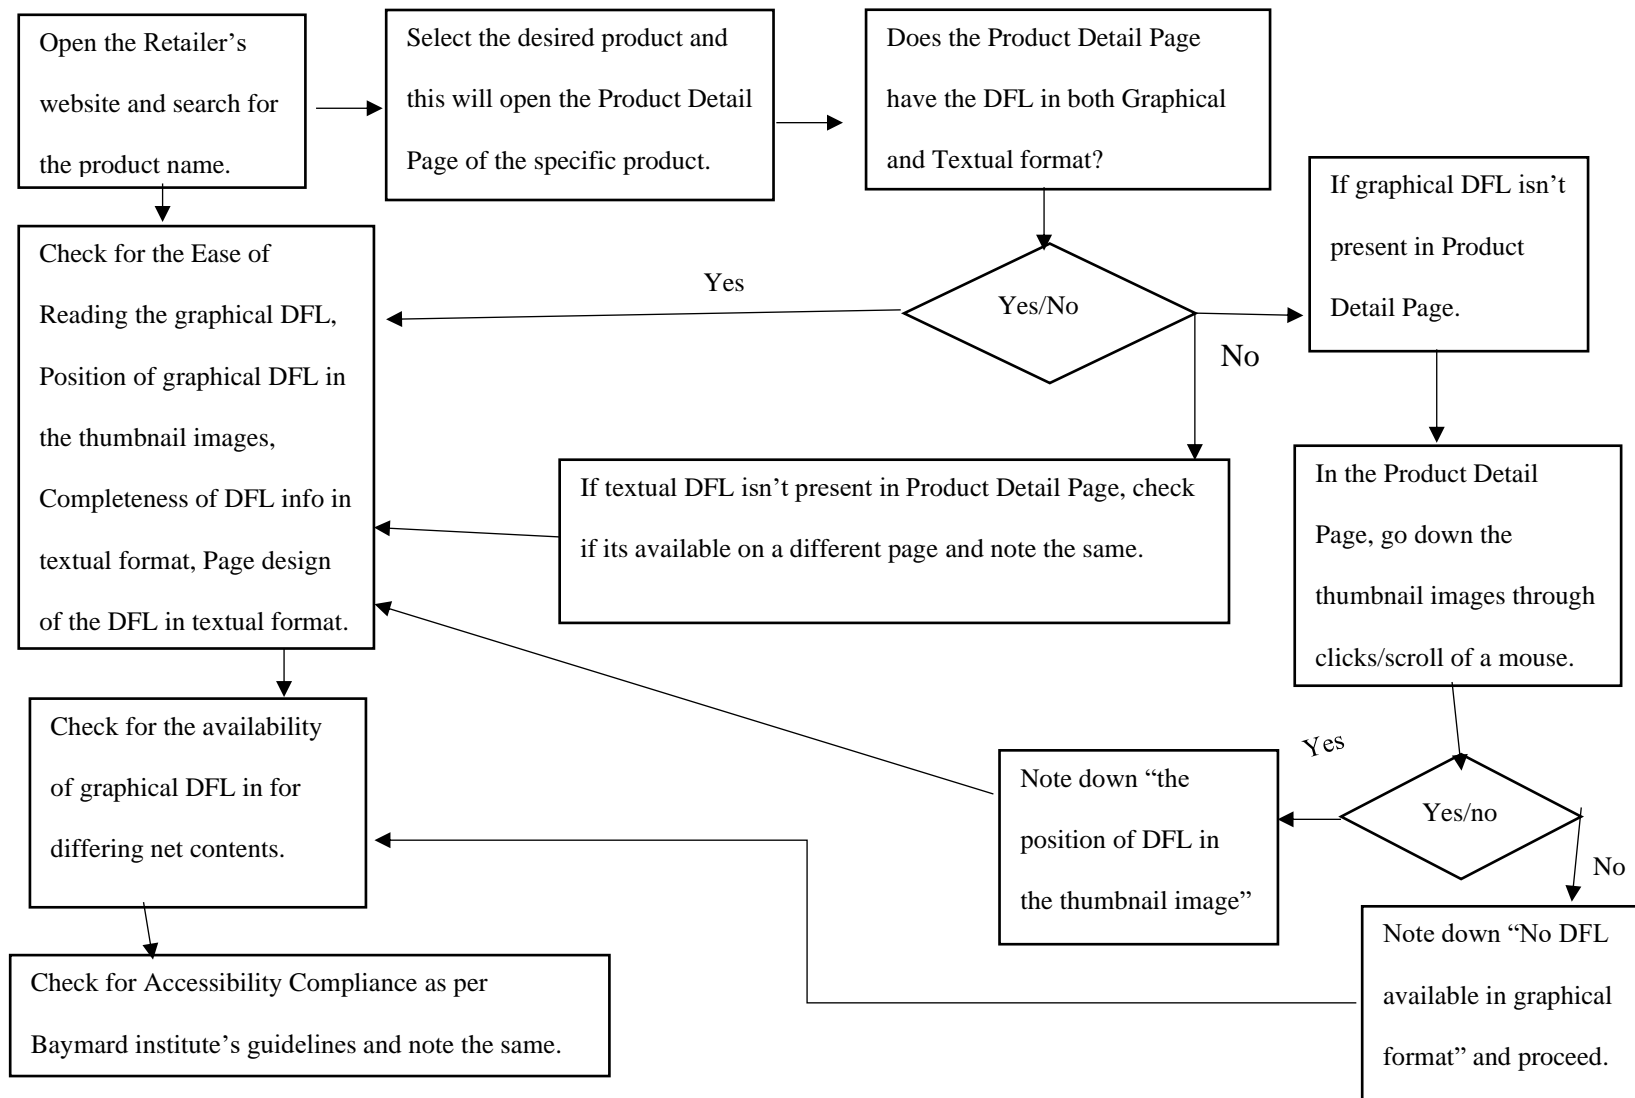 Open the Retailer’s
website and search for
the product name.
Select the desired product and
this will open the Product Detail
Page of the specific product.
Does the Product Detail Page
have the DFL in both Graphical
and Textual format?
If graphical DFL isn’t
present in Product
Detail Page.
Check for the Ease of
Reading the graphical DFL,
Position of graphical DFL in
the thumbnail images,
Completeness of DFL info in
textual format, Page design
of the DFL in textual format.
Yes
Yes/No
No
If textual DFL isn’t present in Product Detail Page, check
if its available on a different page and note the same.
In the Product Detail
Page, go down the
thumbnail images through
clicks/scroll of a mouse.
Check for the availability
of graphical DFL in for
differing net contents.
Yes
Note down “the
position of DFL in
the thumbnail image”
Yes/no
No
Note down “No DFL
available in graphical
format” and proceed.
Check for Accessibility Compliance as per
Baymard institute’s guidelines and note the same.